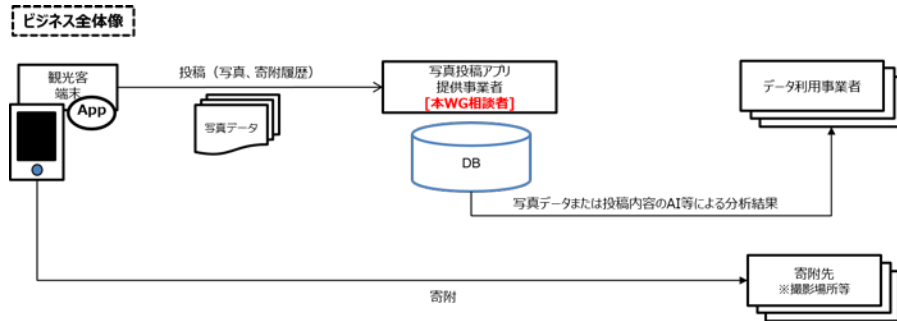 ビジネス全体像
観光客
端末
App
投稿（写真、寄附履歴）
写真データ
写真投稿アプリ
提供事業者
[本WG相談者]
DB
データ利用事業者
写真データまたは投稿内容のAI等による分析結果
寄附
寄附先
※撮影場所等